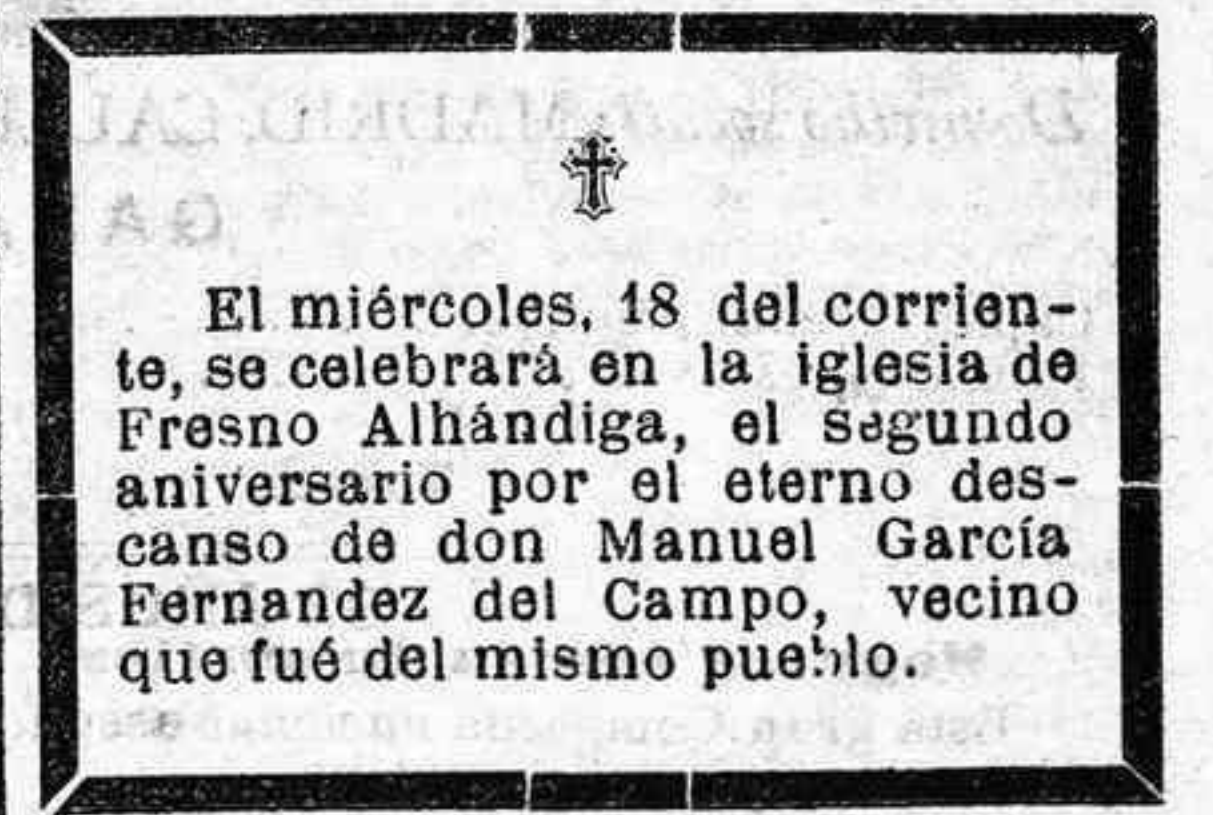 El miércoles, 18 del corrien-
te, se celebrará en la iglesia de
Fresno Alhándiga, el segundo
aniversario por el eterno des-
canso de don Manuel García
Fernandez del Campo, vecino
que fué del mismo pueblo.